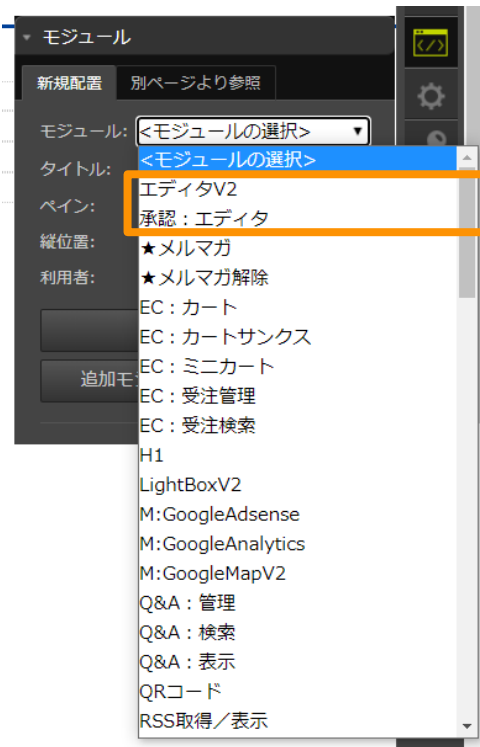 モジュール
新規配置 別ページより参照
モジュール: <モジュールの選択>
タイトル:
ペイン:
縦位置:
利用者:
追加モ
<モジュールの選択>
エディタV2
承認：エディタ
★メルマガ
★メルマガ解除
EC：カート
EC：カートサンクス
EC：ミニカート
EC：受注管理
EC：受注検索
H1
LightBoxV2
M:GoogleAdsense
M:GoogleAnalytics
M:GoogleMapV2
Q&A：管理
Q&A：検索
Q&A：表示
QRコード
RSS取得／表示